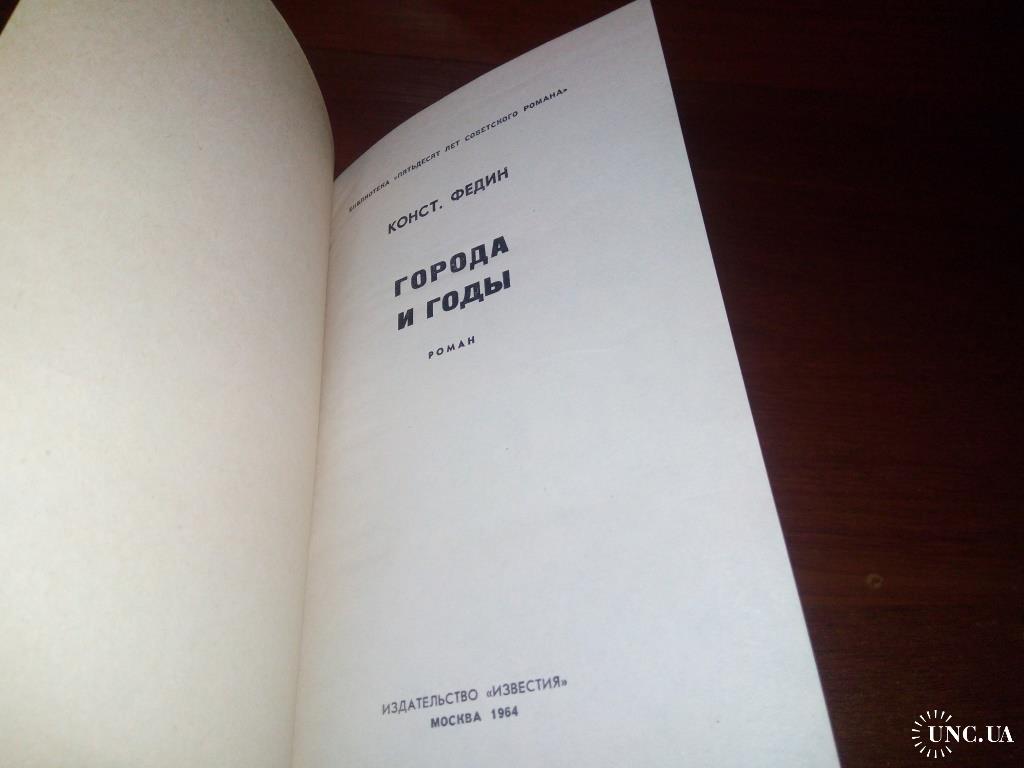 БИБЛИОТЕКА «ПЯТЬДЕСЯТ ЛЕТ СОВЕТСКОГО РОМАНА»
КОНСТ. ФЕДИН
ГОРОДА
И ГОДЫ
РОМАН
ИЗДАТЕЛЬСТВО «ИЗВЕСТИЯ»
МОСКВА 1964
UNC.UA